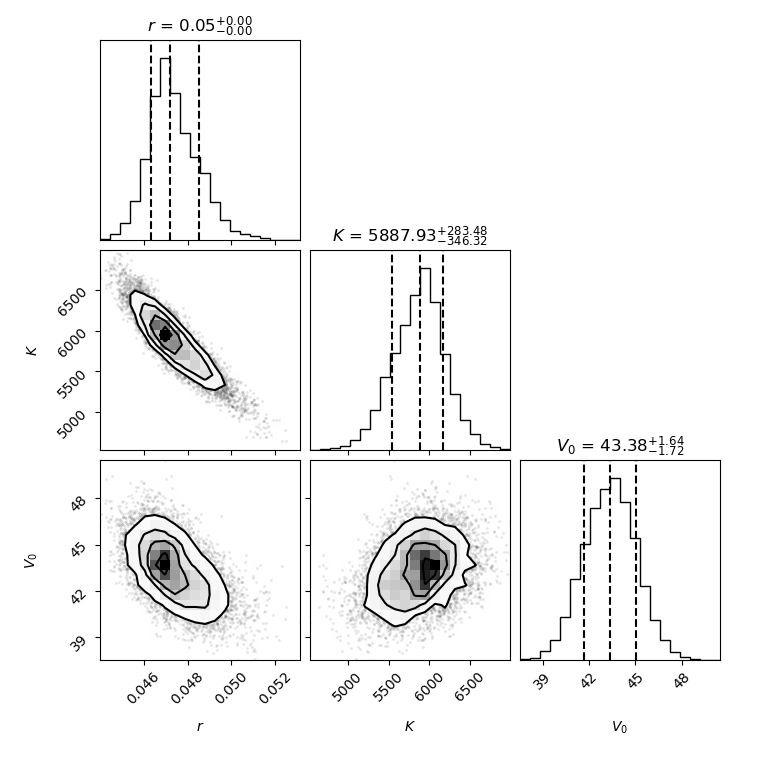 r = 0.05+0.00−0.00
K = 5887.93+283.48−346.32
V0 = 43.38+1.64−1.72
6500
6000
5500
5000
K
48
45
42
39
V0
0.046 0.048 0.050 0.052
r
5000 5500 6000 6500
K
39 42 45 48
V0